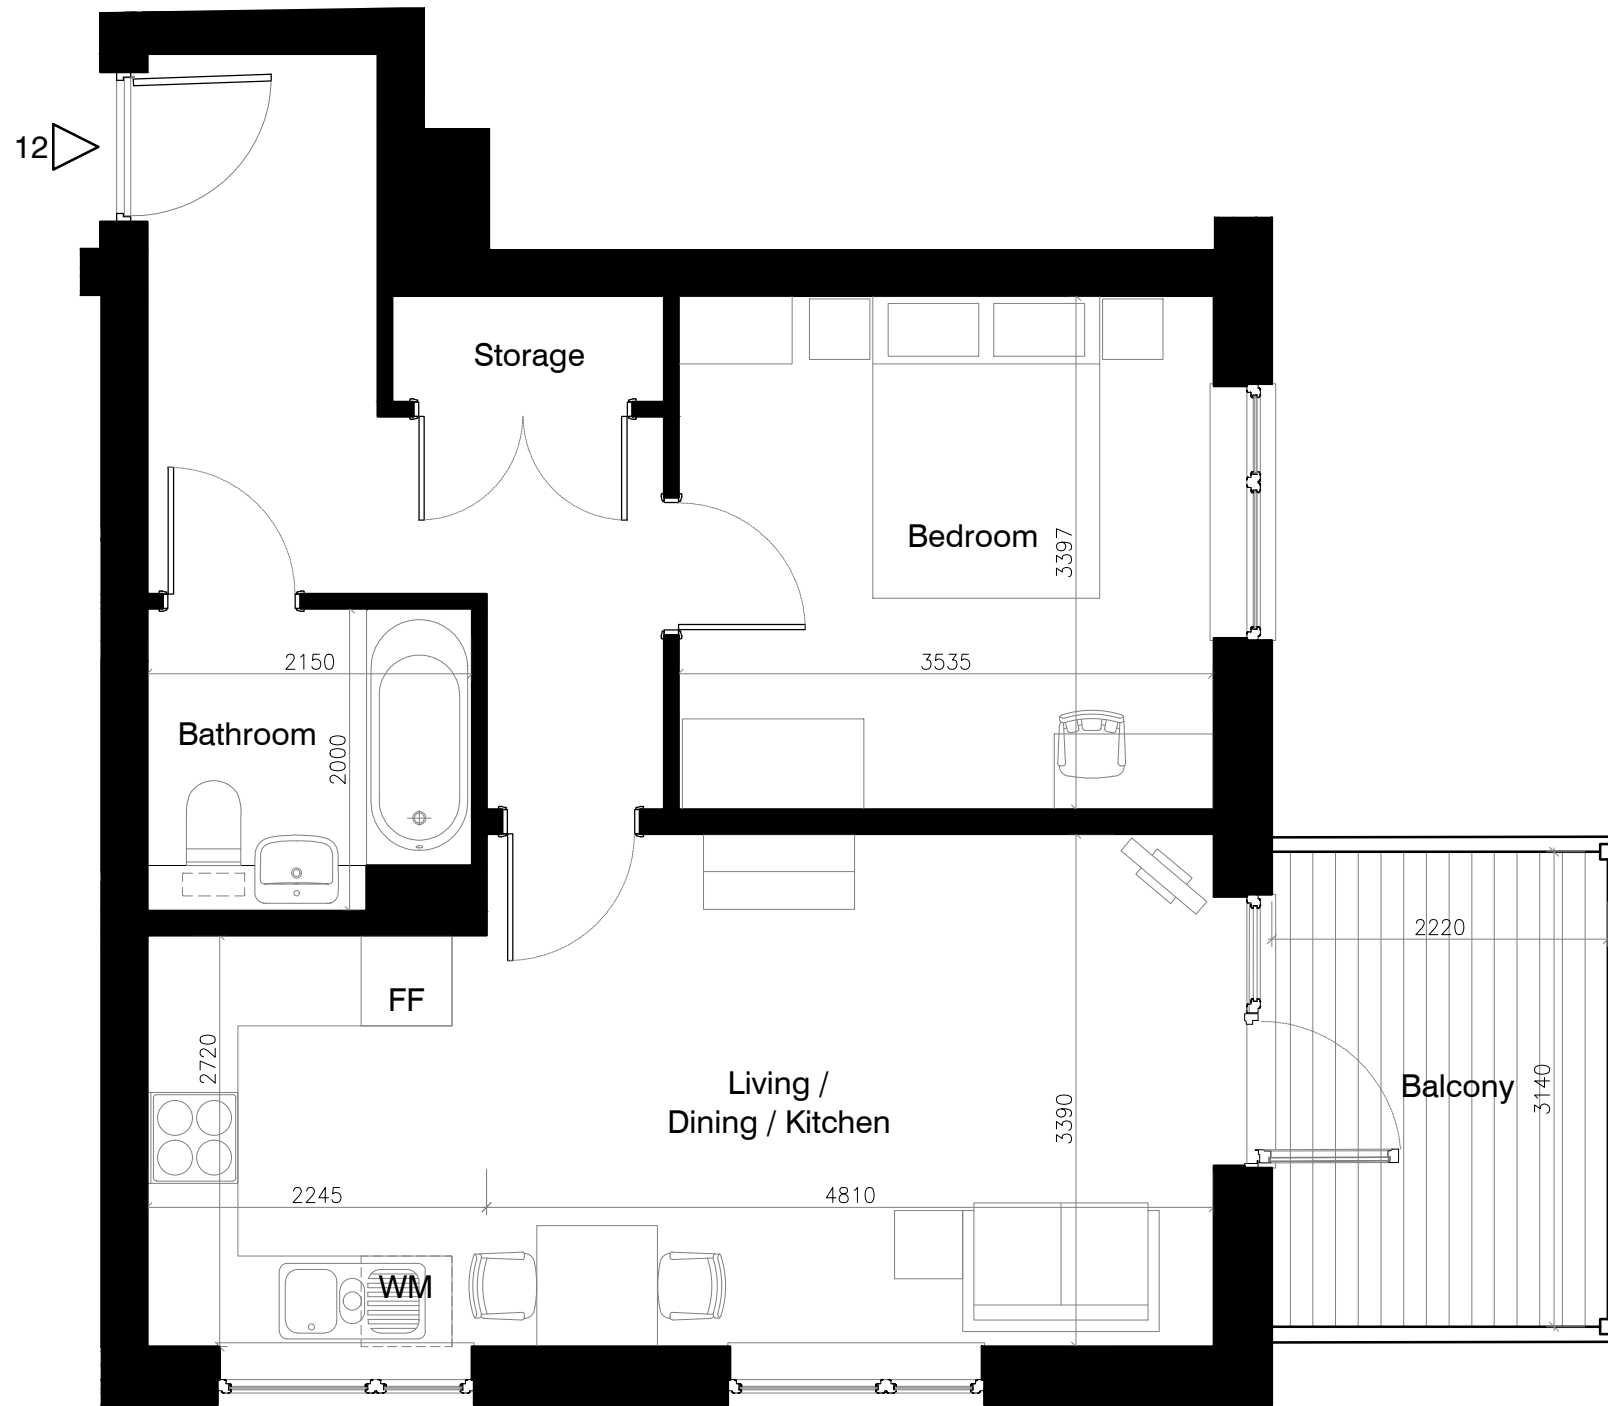 12
Storage
Bedroom
3397
2150
3535
Bathroom
2000
2220
FF
2720
Living /
Dining / Kitchen
3390
Balcony
3140
2245
4810
WM